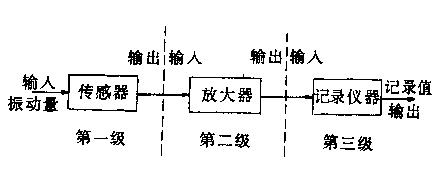 输出 输入 输出 输入
输入 传感器 放大器 记录仪器 记录值
振动量 输出
第一级 第二级 第三级